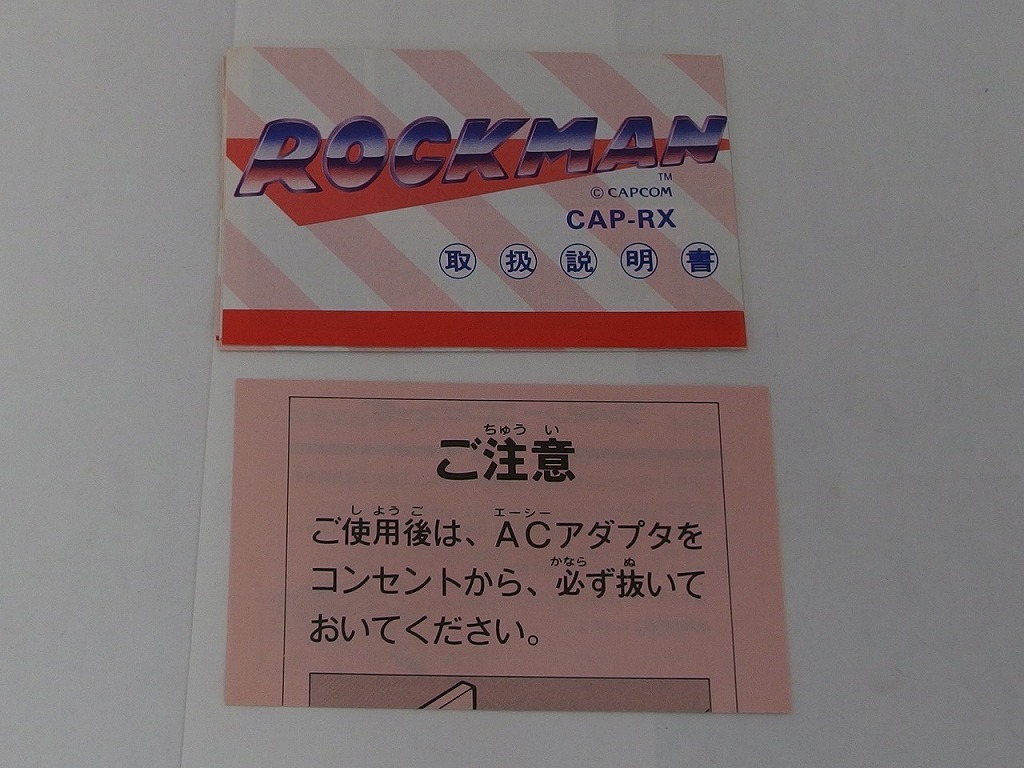 ROCKMAN
TM
© CAPCOM
CAP-RX
取扱説明書
ちゅう い
ご注意
し よう ご エーシー
ご使用後は、ACアダプタを
かなら ぬ
コンセントから、必ず抜いて
おいてください。